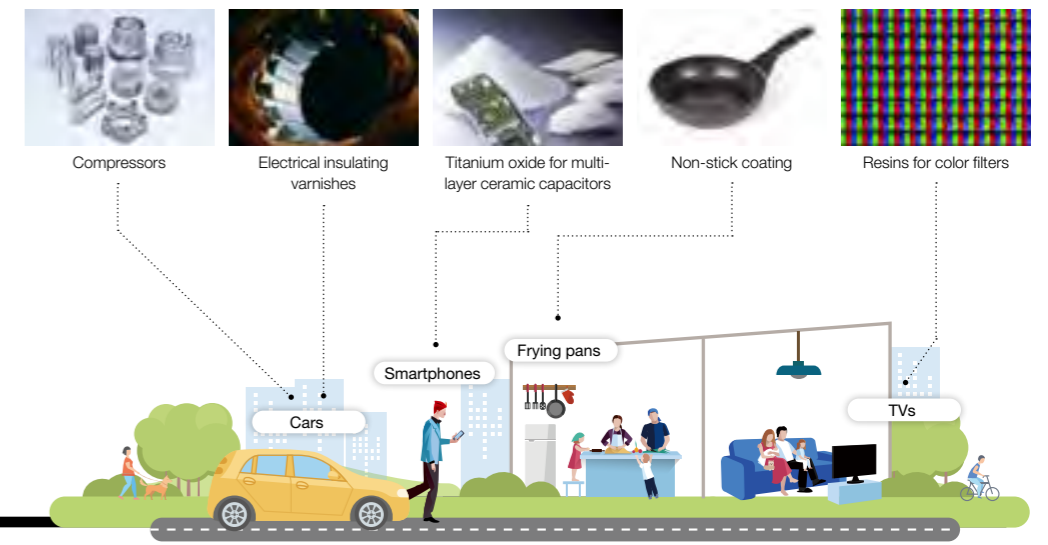 Compressors
Electrical insulating
varnishes
Titanium oxide for multi-
layer ceramic capacitors
Non-stick coating
Resins for color filters
Frying pans
Smartphones
Cars
TVs